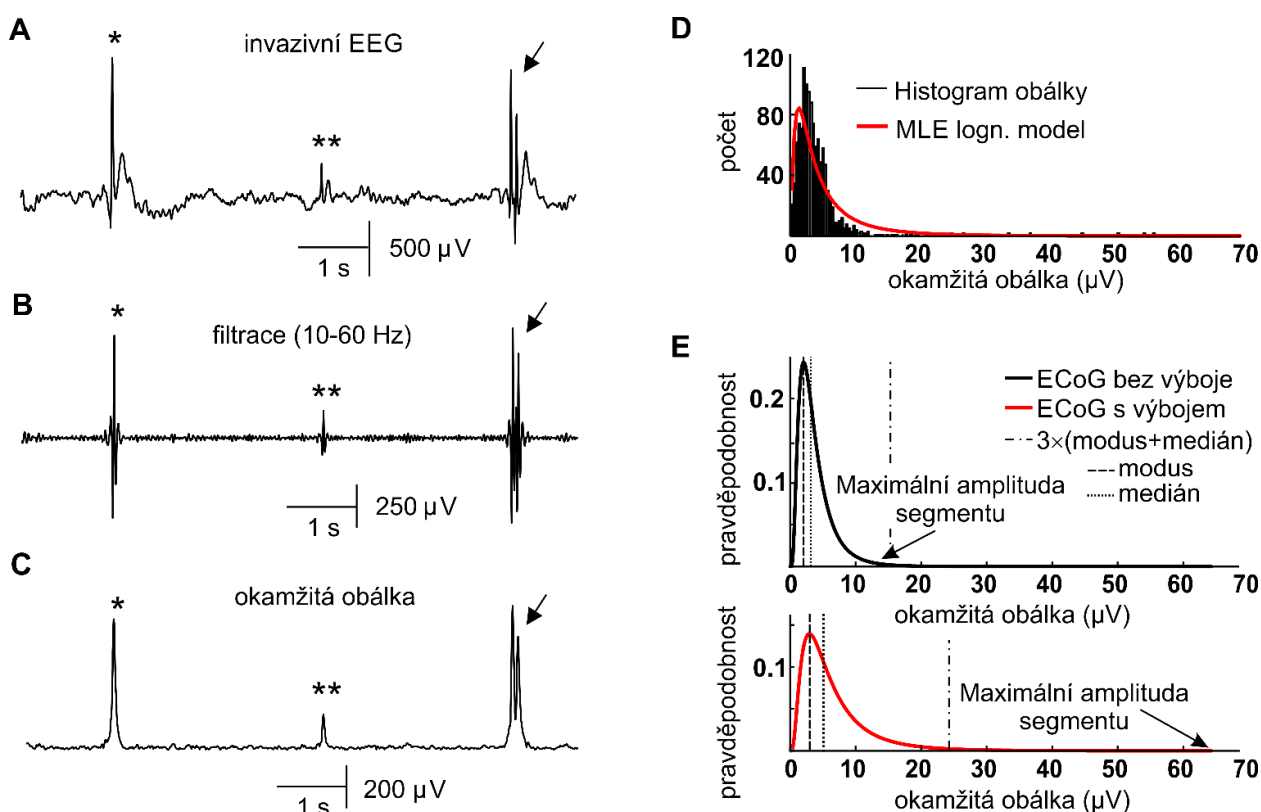 A
*
invazivní EEG
**
1 s
500 µV
B
*
filtrace (10-60 Hz)
**
1 s
250 µV
C
*
okamžitá obálka
**
1 s
200 µV
D
120
80
40
počet
Histogram obálky
MLE logn. model
0 10 20 30 40 50 60 70
okamžitá obálka (µV)
E
0.2
0.1
pravděpodobnost
ECoG bez výboje
ECoG s výbojem
3×(modus+medián)
modus
medián
Maximální amplituda
segmentu
0 10 20 30 40 50 60 70
okamžitá obálka (µV)
0.1
pravděpodobnost
Maximální amplituda
segmentu
0 10 20 30 40 50 60 70
okamžitá obálka (µV)